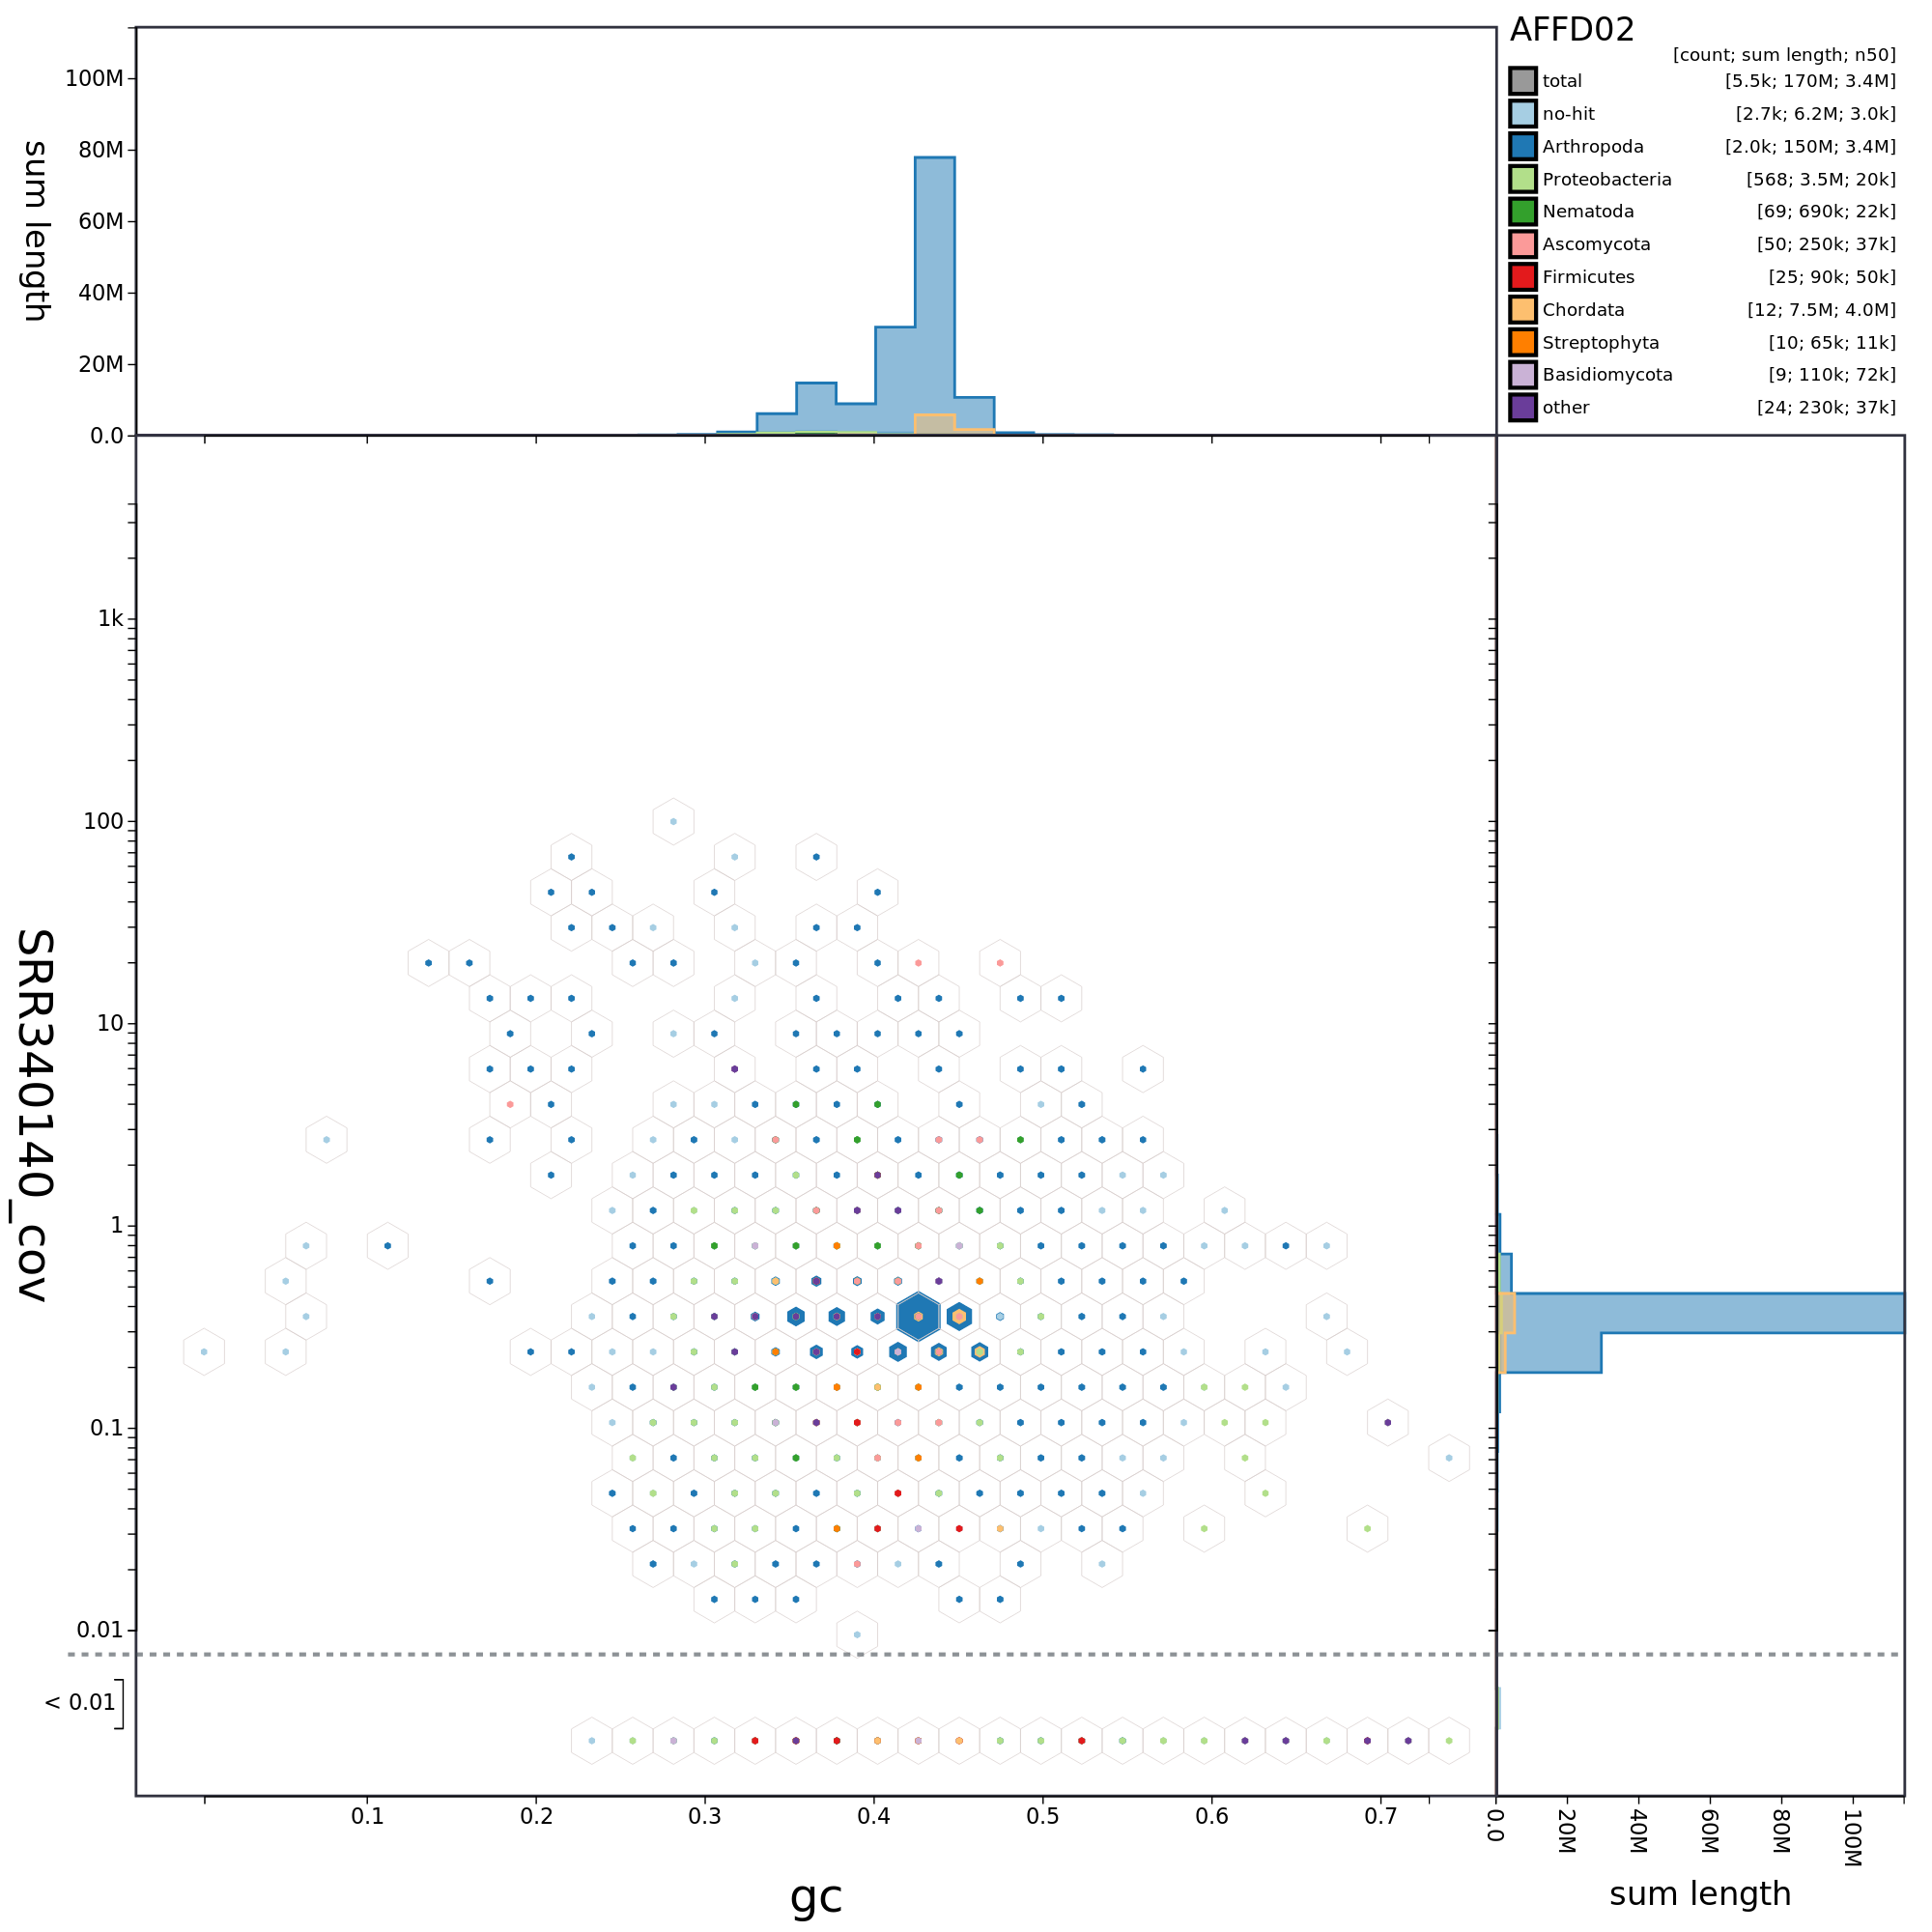 AFFD02
[count; sum length; n50]
total [5.5k; 170M; 3.4M]
no-hit [2.7k; 6.2M; 3.0k]
Arthropoda [2.0k; 150M; 3.4M]
Proteobacteria [568; 3.5M; 20k]
Nematoda [69; 690k; 22k]
Ascomycota [50; 250k; 37k]
Firmicutes [25; 90k; 50k]
Chordata [12; 7.5M; 4.0M]
Streptophyta [10; 65k; 11k]
Basidiomycota [9; 110k; 72k]
other [24; 230k; 37k]
sum length
100M
80M
60M
40M
20M
0.0
SRR340140_cov
1k
100
10
1
0.1
0.01
< 0.01
0.1 0.2 0.3 0.4 0.5 0.6 0.7
gc
0.0 20M 40M 60M 80M 100M
sum length